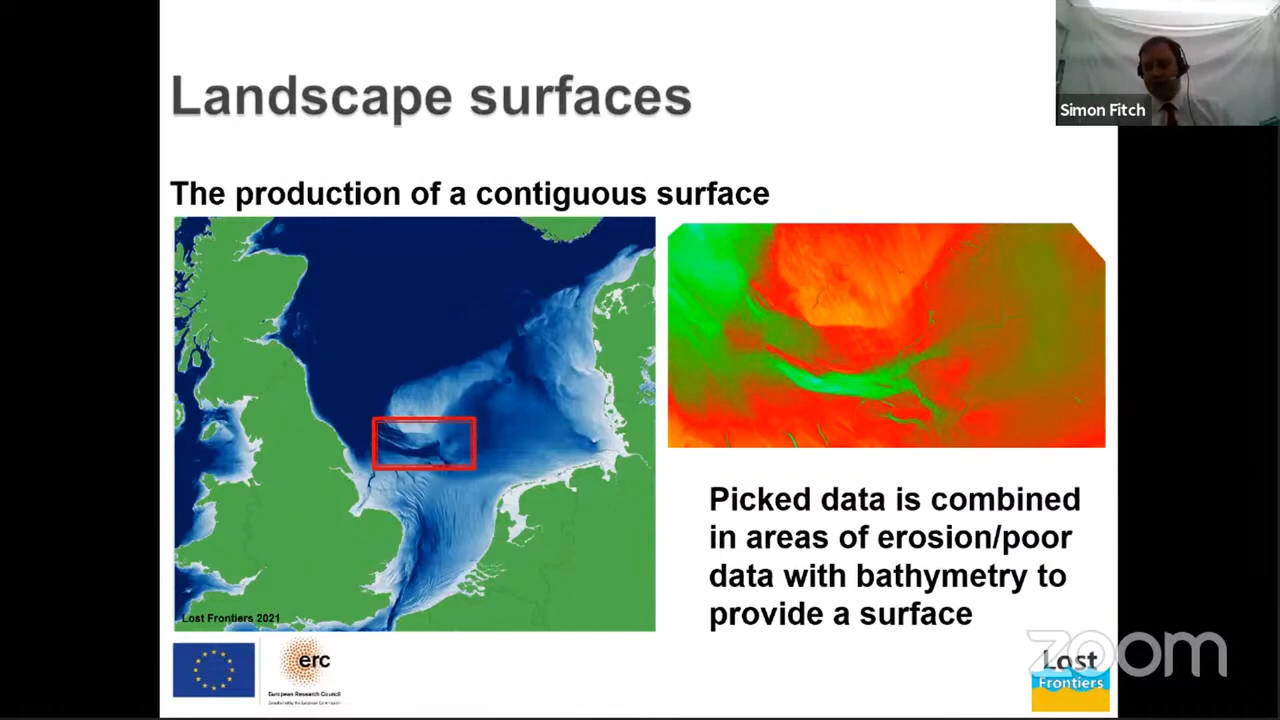 Landscape surfaces
Simon Fitch
The production of a contiguous surface
Lost Frontiers 2021
Picked data is combined
in areas of erosion/poor
data with bathymetry to
provide a surface
erc
European Research Council
Lost
Frontiers
zoom